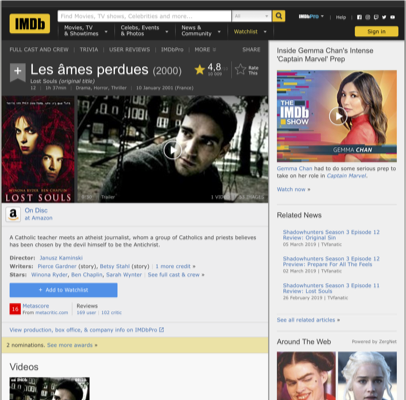 IMDb
Find Movies, TV shows, Celebrities and more...
All
IMDbPro
Help
Movies, TV
& Showtimes
Celebs, Events
& Photos
News &
Community
Watchlist
Sign in
FULL CAST AND CREW | TRIVIA | USER REVIEWS | IMDbPro | MORE
SHARE
Les âmes perdues (2000)
Lost Souls (original title)
12 | 1h 37min | Drama, Horror, Thriller | 10 January 2001 (France)
4,8
Rate
This
WINONA RYDER BEN CHAPLIN
LOST SOULS
Trailer
On Disc
at Amazon
A Catholic teacher meets an atheist journalist, whom a group of Catholics and priests believes
has been chosen by the devil himself to be the Antichrist.
Director: Janusz Kaminski
Writers: Pierce Gardner (story), Betsy Stahl (story) | 1 more credit »
Stars: Winona Ryder, Ben Chaplin, Sarah Wynter | See full cast & crew »
+ Add to Watchlist
16
Metascore
From metacritic.com
Reviews
169 user | 102 critic
View production, box office, & company info on IMDbPro
2 nominations. See more awards »
Videos
Inside Gemma Chan's Intense
'Captain Marvel' Prep
THE
IMDb
SHOW
GEMMA CHAN
Gemma Chan had to do some serious prep to
take on her role in Captain Marvel.
Watch now »
Related News
Shadowhunters Season 3 Episode 12
Review: Original Sin
05 March 2019 | TVfanatic
Shadowhunters Season 3 Episode 12
Preview: Prepare For All The Feels
02 March 2019 | TVfanatic
Shadowhunters Season 3 Episode 11
Review: Lost Souls
26 February 2019 | TVfanatic
See all related articles »
Around The Web
Powered by ZergNet